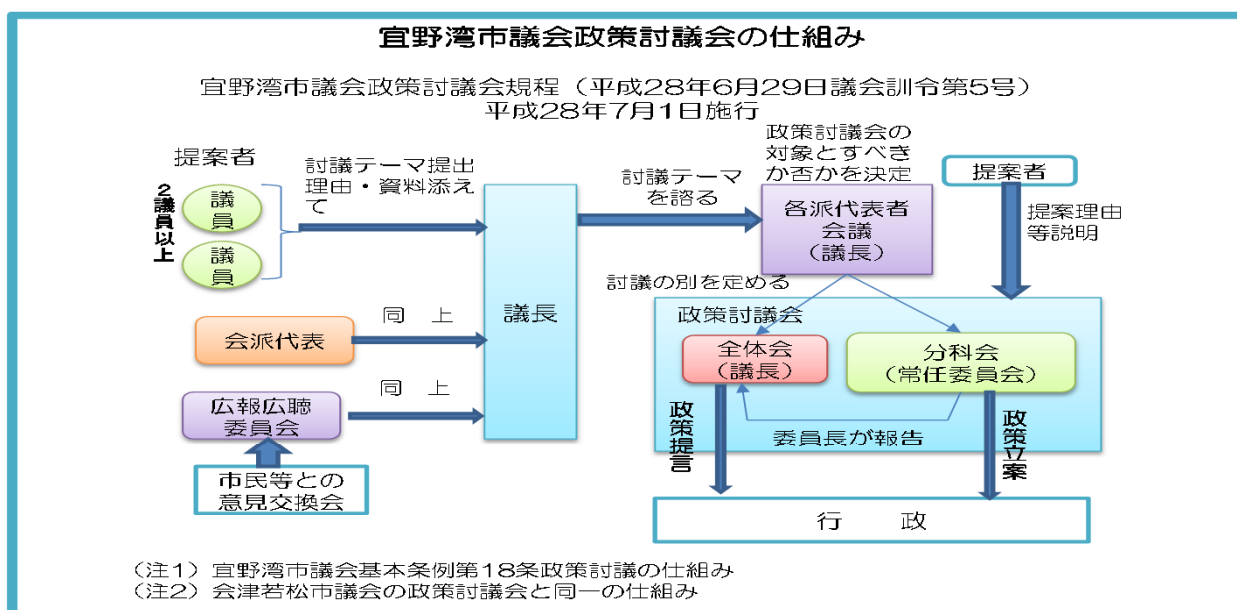 宜野湾市議会政策討議会の仕組み
宜野湾市議会政策討議会規程（平成28年6月29日議会訓令第5号）
平成28年7月1日施行
提案者
2議員以上
議員
議員
討議テーマ提出
理由・資料添え
て
会派代表
同　上
広報広聴
委員会
同　上
市民等との
意見交換会
議長
討議テーマ
を諮る
政策討議会の
対象とすべき
か否かを決定
各派代表者
会議
（議長）
提案者
提案理由
等説明
討議の別を定める
政策討議会
全体会
（議長）
分科会
（常任委員会）
委員長が報告
政策提言
政策立案
行　　政
（注1）宜野湾市議会基本条例第18条政策討議の仕組み
（注2）会津若松市議会の政策討議会と同一の仕組み